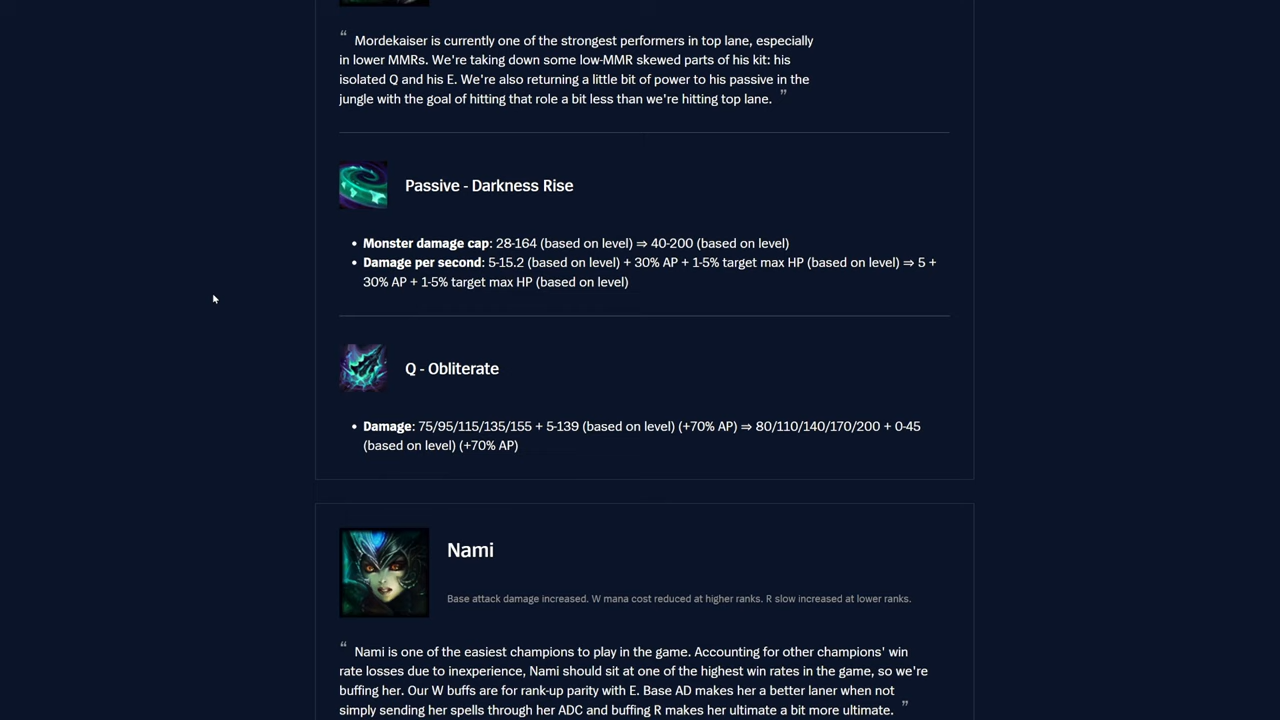 “ Mordekaiser is currently one of the strongest performers in top lane, especially
in lower MMRs. We're taking down some low-MMR skewed parts of his kit: his
isolated Q and his E. We're also returning a little bit of power to his passive in the
jungle with the goal of hitting that role a bit less than we're hitting top lane. ”
Passive - Darkness Rise
• Monster damage cap: 28-164 (based on level) ⇒ 40-200 (based on level)
• Damage per second: 5-15.2 (based on level) + 30% AP + 1-5% target max HP (based on level) ⇒ 5 +
30% AP + 1-5% target max HP (based on level)
Q - Obliterate
• Damage: 75/95/115/135/155 + 5-139 (based on level) (+70% AP) ⇒ 80/110/140/170/200 + 0-45
(based on level) (+70% AP)
Nami
Base attack damage increased. W mana cost reduced at higher ranks. R slow increased at lower ranks.
“ Nami is one of the easiest champions to play in the game. Accounting for other champions' win
rate losses due to inexperience, Nami should sit at one of the highest win rates in the game, so we're
buffing her. Our W buffs are for rank-up parity with E. Base AD makes her a better laner when not
simply sending her spells through her ADC and buffing R makes her ultimate a bit more ultimate. ”